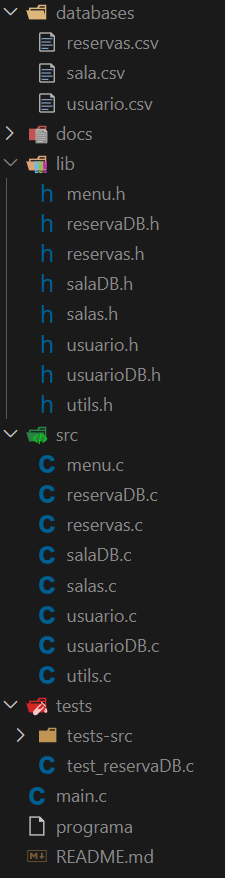 databases
reservas.csv
sala.csv
usuario.csv
docs
lib
menu.h
reservaDB.h
reservas.h
salaDB.h
salas.h
usuario.h
usuarioDB.h
utils.h
src
menu.c
reservaDB.c
reservas.c
salaDB.c
salas.c
usuario.c
usuarioDB.c
utils.c
tests
tests-src
test_reservaDB.c
main.c
programa
README.md